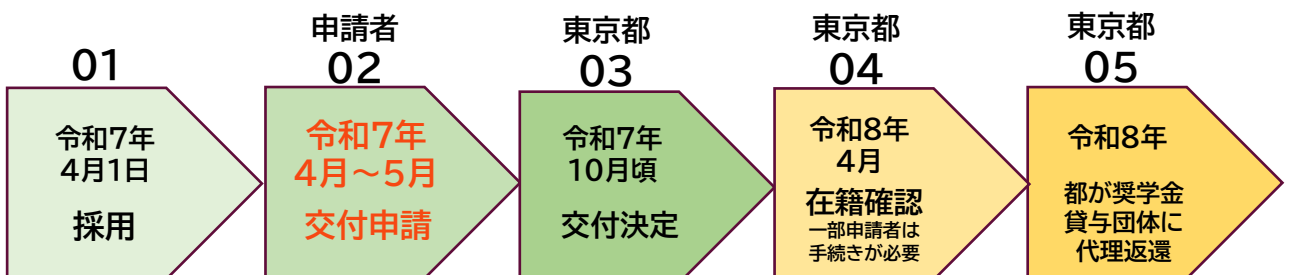 01
令和7年
4月1日
採用
申請者
02
令和7年
4月～5月
交付申請
東京都
03
令和7年
10月頃
交付決定
東京都
04
令和8年
4月
在籍確認
一部申請者は
手続きが必要
東京都
05
令和8年
都が奨学金
貸与団体に
代理返還